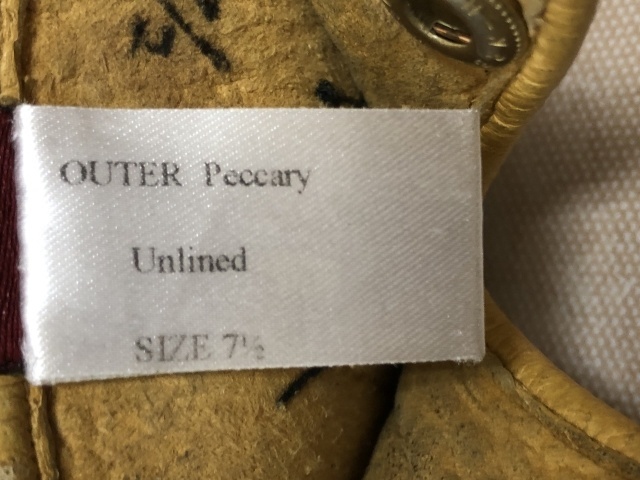 OUTER Peccary
Unlined
SIZE 7½